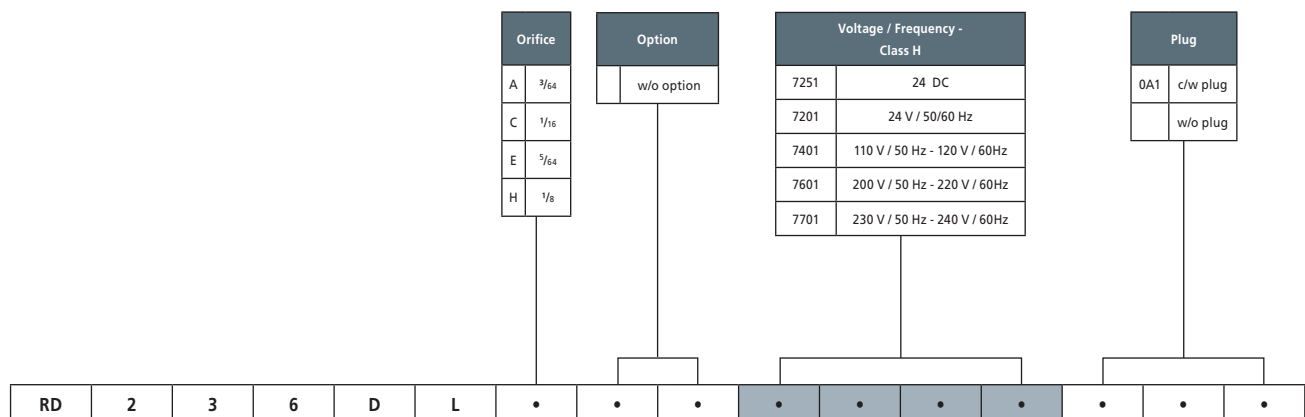 Orifice
A ³/₆₄
C ¹/₁₆
E ⁵/₆₄
H ¹/₈
Option
w/o option
Voltage / Frequency -
Class H
7251 24 DC
7201 24 V / 50/60 Hz
7401 110 V / 50 Hz - 120 V / 60Hz
7601 200 V / 50 Hz - 220 V / 60Hz
7701 230 V / 50 Hz - 240 V / 60Hz
Plug
0A1 c/w plug
w/o plug
RD 2 3 6 D L • • • • • • • • • •